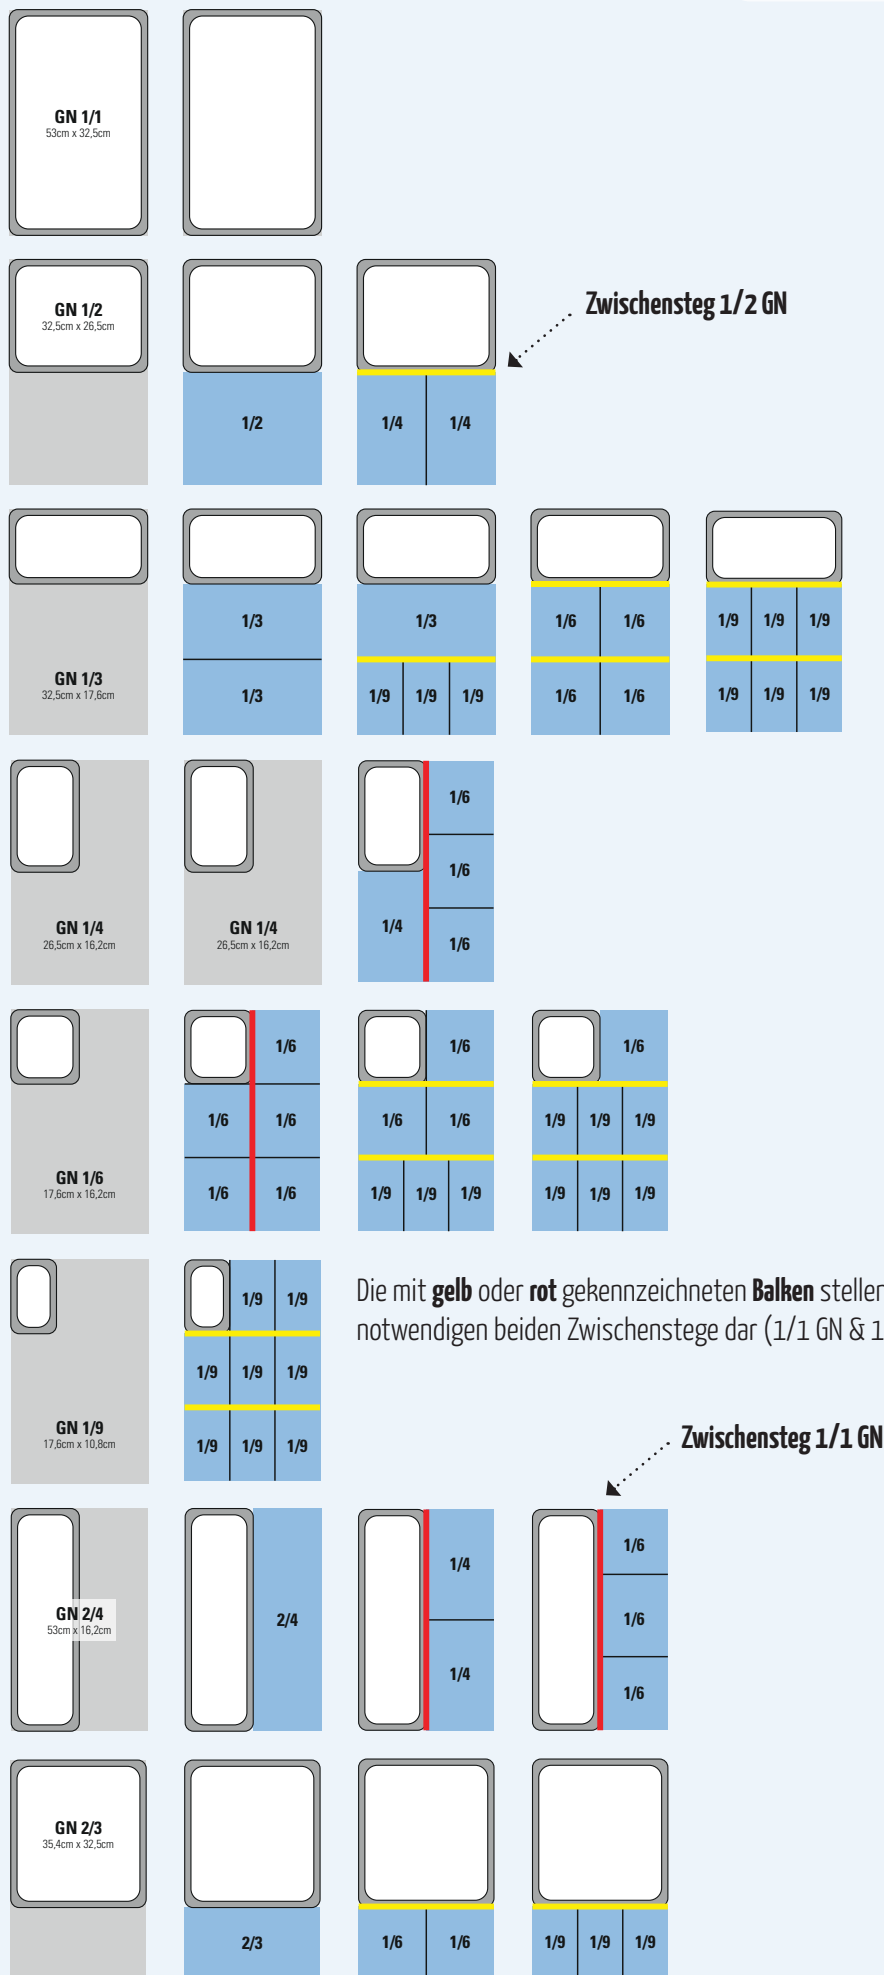 GN 1/1
53cm x 32,5cm
GN 1/2
32,5cm x 26,5cm
1/2
1/4 1/4
Zwischensteg 1/2 GN
GN 1/3
32,5cm x 17,6cm
1/3
1/3
1/3
1/9 1/9 1/9
1/6 1/6
1/6 1/6
1/9 1/9 1/9
1/9 1/9 1/9
GN 1/4
26,5cm x 16,2cm
GN 1/4
26,5cm x 16,2cm
1/4
1/6
1/6
1/6
GN 1/6
17,6cm x 16,2cm
1/6
1/6 1/6
1/6 1/6
1/6
1/6 1/6
1/9 1/9 1/9
1/6
1/9 1/9 1/9
1/9 1/9 1/9
GN 1/9
17,6cm x 10,8cm
1/9 1/9
1/9 1/9 1/9
1/9 1/9 1/9
Die mit gelb oder rot gekennzeichneten Balken stellen
notwendigen beiden Zwischenstege dar (1/1 GN & 1
Zwischensteg 1/1 GN
GN 2/4
53cm x 16,2cm
2/4
1/4
1/4
1/6
1/6
1/6
GN 2/3
35,4cm x 32,5cm
2/3
1/6 1/6
1/9 1/9 1/9